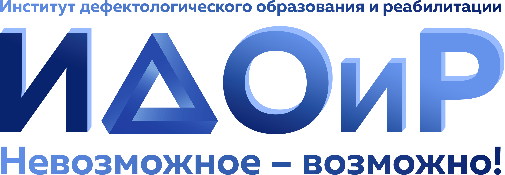 Институт дефектологического образования и реабилитации
ИДОиР
Невозможное – возможно!